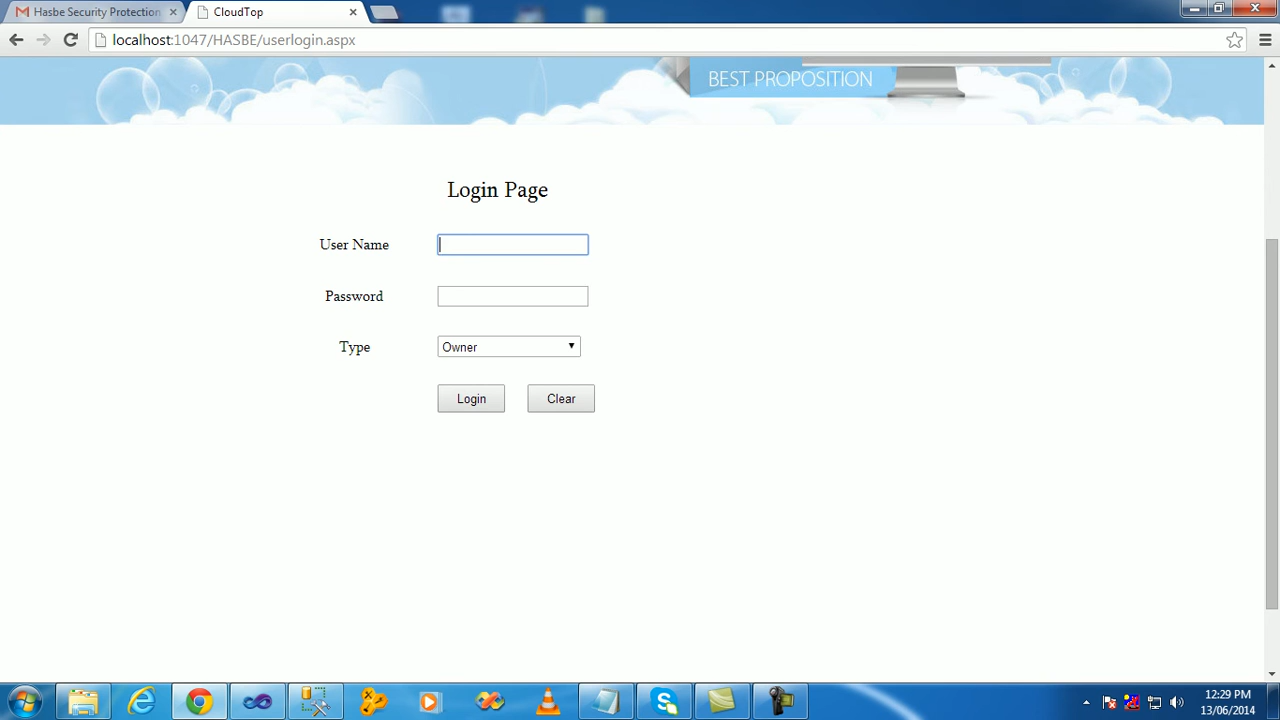 Hasbe Security Protection
CloudTop
localhost:1047/HASBE/userlogin.aspx
BEST PROPOSITION
Login Page
User Name
Password
Type
Owner
Login
Clear
12:29 PM
13/06/2014